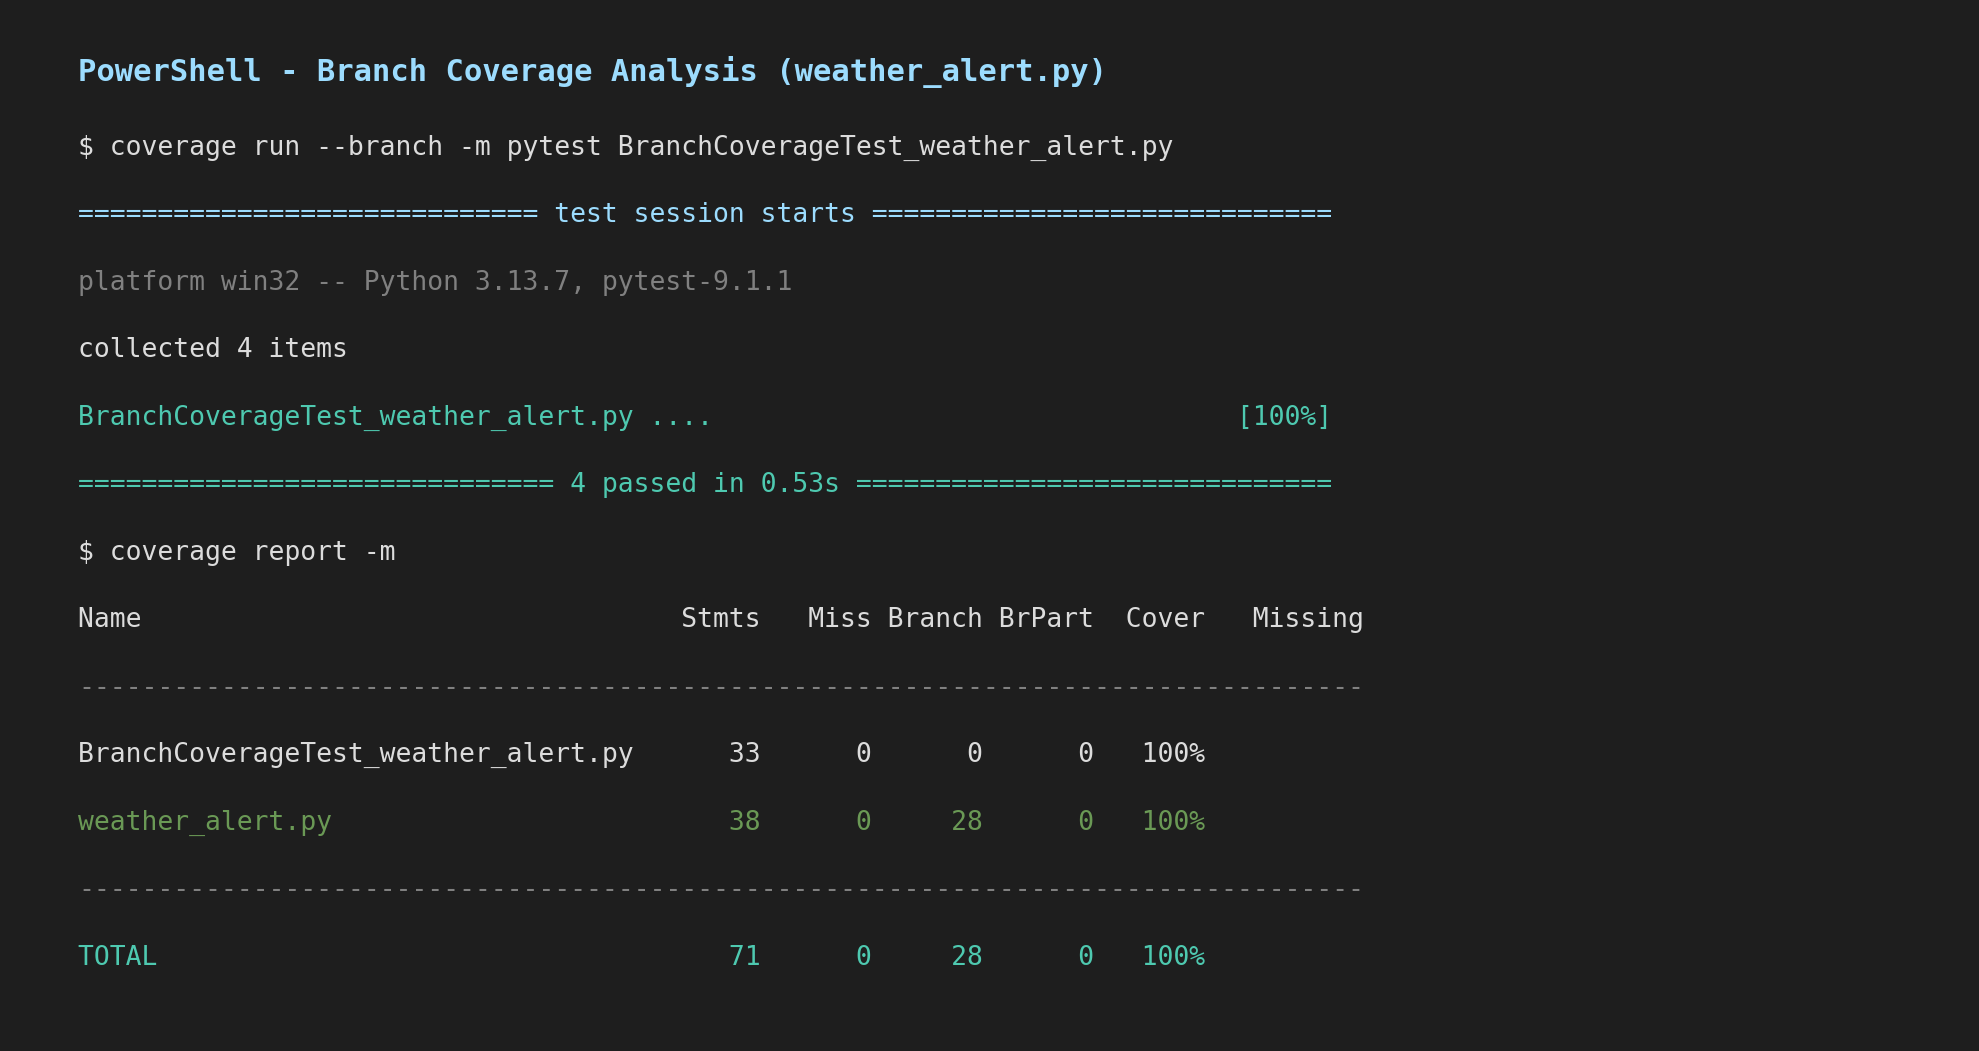 PowerShell - Branch Coverage Analysis (weather_alert.py)
$ coverage run --branch -m pytest BranchCoverageTest_weather_alert.py
============================= test session starts =============================
platform win32 -- Python 3.13.7, pytest-9.1.1
collected 4 items
BranchCoverageTest_weather_alert.py ....                                 [100%]
============================== 4 passed in 0.53s ==============================
$ coverage report -m
Name                                  Stmts   Miss Branch BrPart  Cover   Missing
---------------------------------------------------------------------------------
BranchCoverageTest_weather_alert.py      33      0      0      0   100%
weather_alert.py                         38      0     28      0   100%
---------------------------------------------------------------------------------
TOTAL                                    71      0     28      0   100%